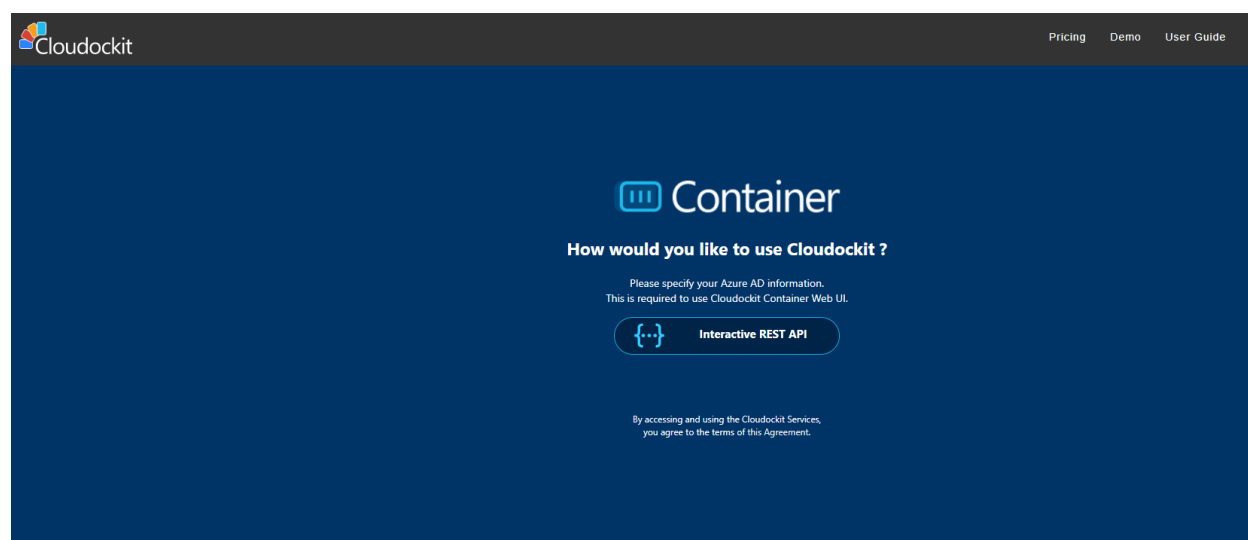 Cloudockit
Pricing Demo User Guide
Container
How would you like to use Cloudockit ?
Please specify your Azure AD information.
This is required to use Cloudockit Container Web UI.
{...} Interactive REST API
By accessing and using the Cloudockit Services,
you agree to the terms of this Agreement.